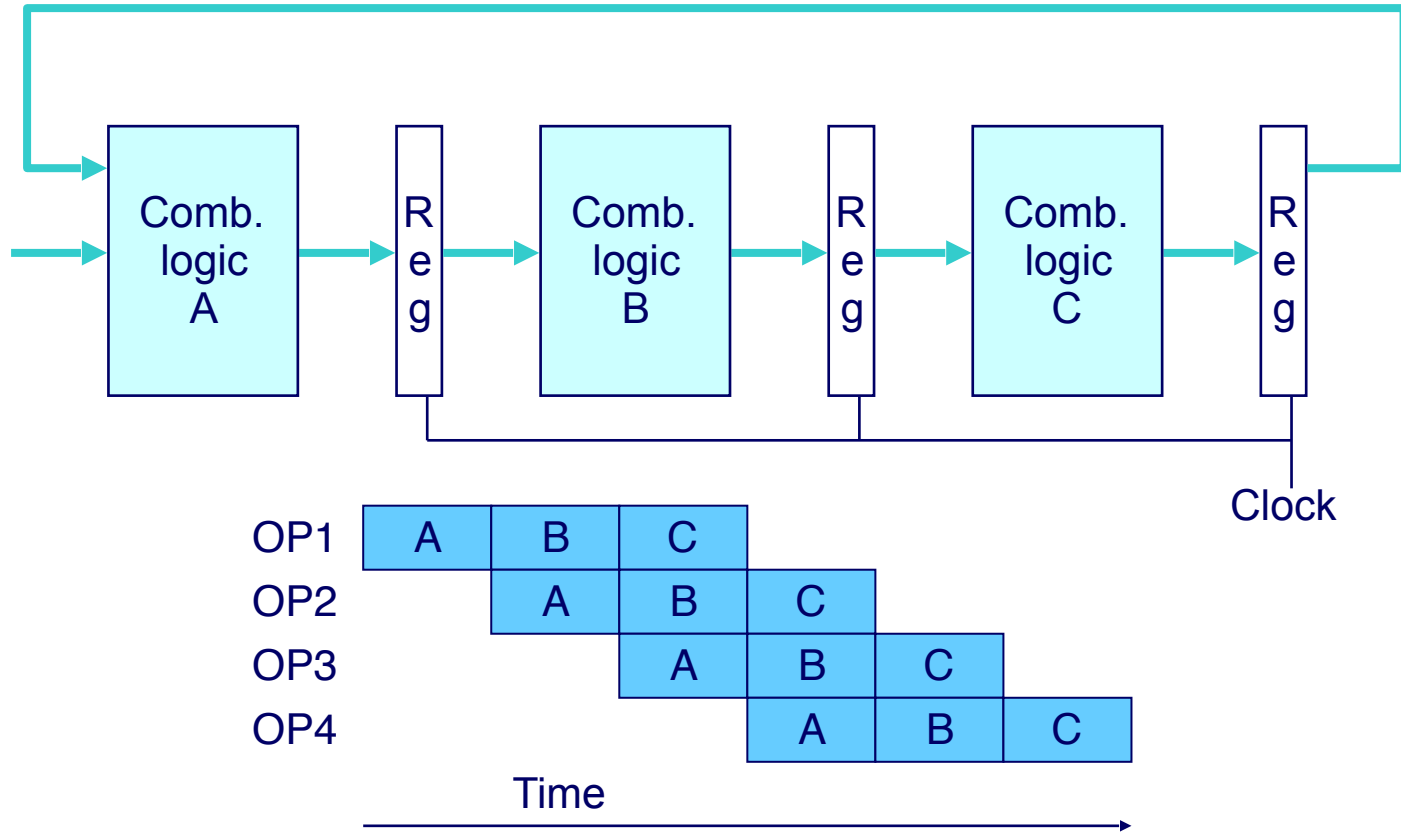 Comb.
logic
A
R
e
g
Comb.
logic
B
R
e
g
Comb.
logic
C
R
e
g
Clock
OP1 A B C
OP2 A B C
OP3 A B C
OP4 A B C
Time